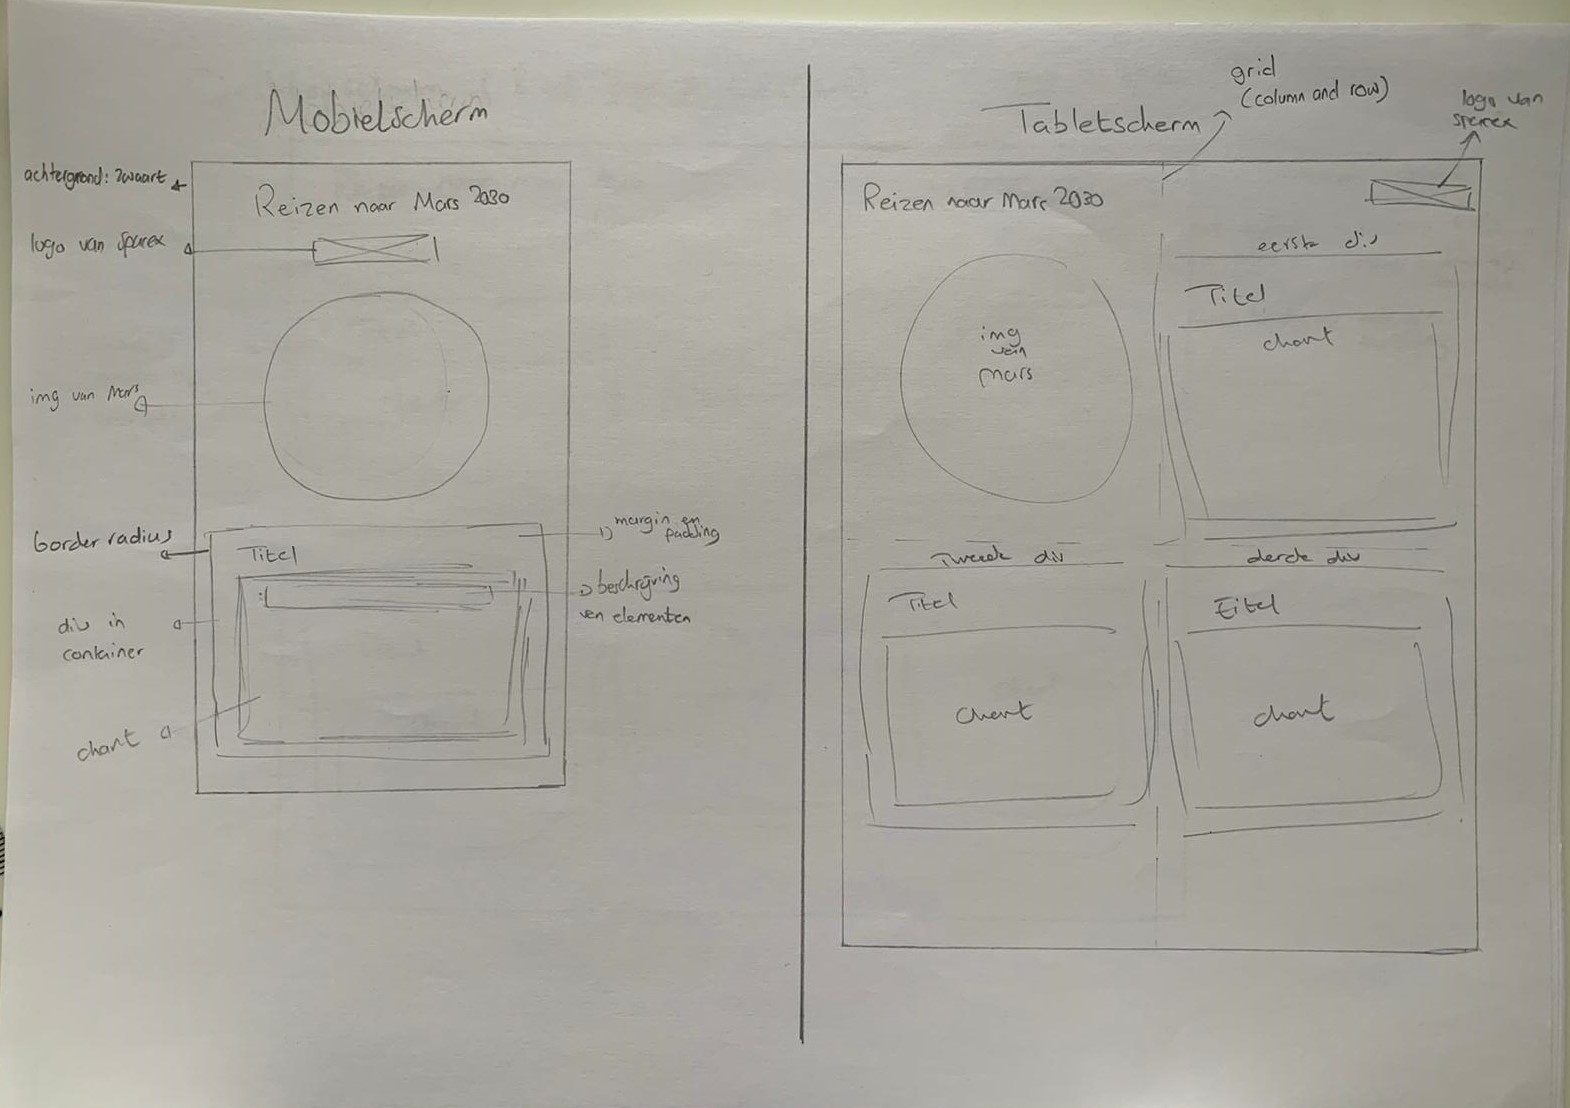 Mobielscherm
achtergrond: zwaart
Reizen naar Mars 2030
logo van Sparex
img van Mars
border radius
margin en
padding
Titel
beschrijving
ven elementen
div in
container
chart
Tabletscherm
grid
(column and row)
logo van
Reizen naar Mars 2030
eerste div
Titel
chart
img
van
mars
Tweede div
derde div
Titel
Titel
chart
chart